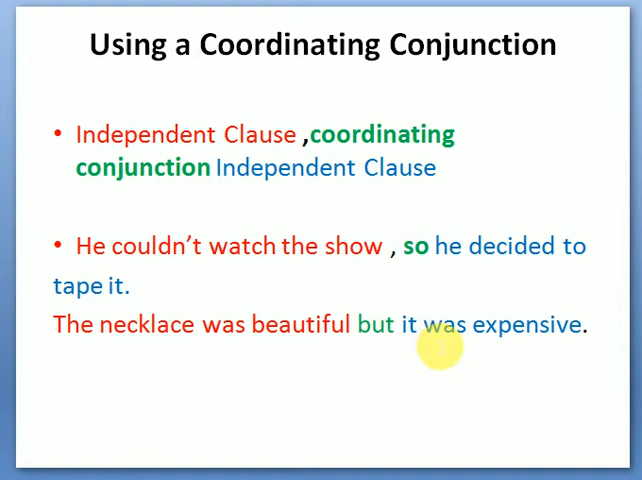 Using a Coordinating Conjunction
• Independent Clause ,coordinating
conjunction Independent Clause
• He couldn't watch the show , so he decided to
tape it.
The necklace was beautiful but it was expensive.